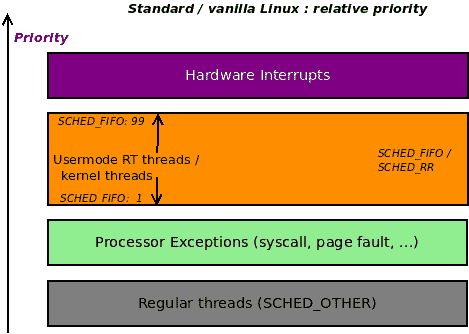 Standard / vanilla Linux : relative priority
Priority
Hardware Interrupts
SCHED_FIFO: 99
Usermode RT threads /
kernel threads
SCHED_FIFO /
SCHED_RR
SCHED_FIFO: 1
Processor Exceptions (syscall, page fault, ...)
Regular threads (SCHED_OTHER)